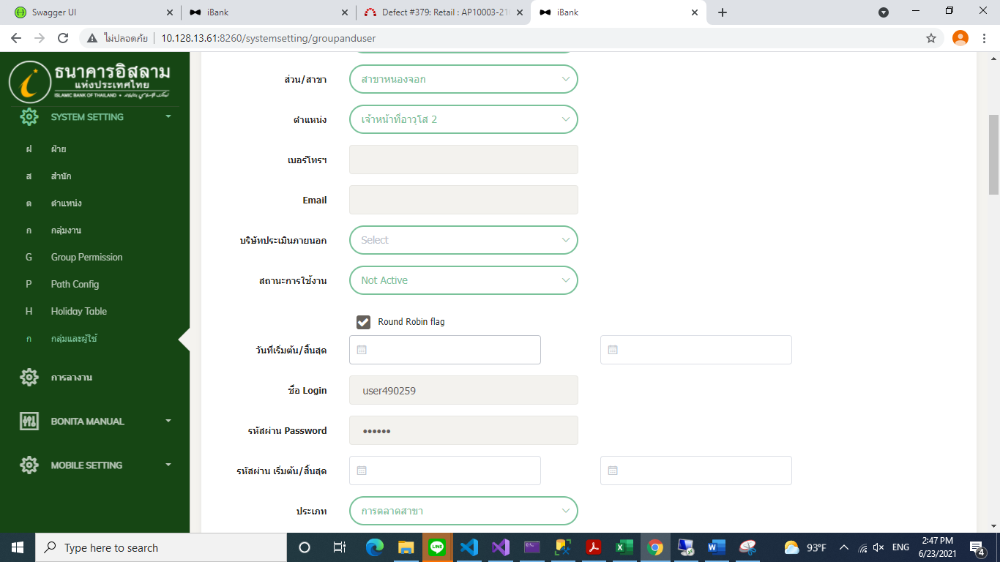 Swagger UI
iBank
Defect #379: Retail : AP10003-216
iBank
ไม่ปลอดภัย
10.128.13.61:8260/systemsetting/groupanduser
ธนาคารอิสลาม
แห่งประเทศไทย
ISLAMIC BANK OF THAILAND
SYSTEM SETTING
ฝ ฝ่าย
ส สำนัก
ต ตำแหน่ง
ก กลุ่มงาน
G Group Permission
P Path Config
H Holiday Table
ก กลุ่มและผู้ใช้
การลางาน
BONITA MANUAL
MOBILE SETTING
ส่วน/สาขา สาขาหนองจอก
ตำแหน่ง เจ้าหน้าที่อาวุโส 2
เบอร์โทรฯ
Email
บริษัทประเมินภายนอก Select
สถานะการใช้งาน Not Active
Round Robin flag
วันที่เริ่มต้น/สิ้นสุด
ชื่อ Login user490259
รหัสผ่าน Password ••••••
รหัสผ่าน เริ่มต้น/สิ้นสุด
ประเภท การตลาดสาขา
Type here to search
LINE
93°F
ENG
2:47 PM
6/23/2021
4